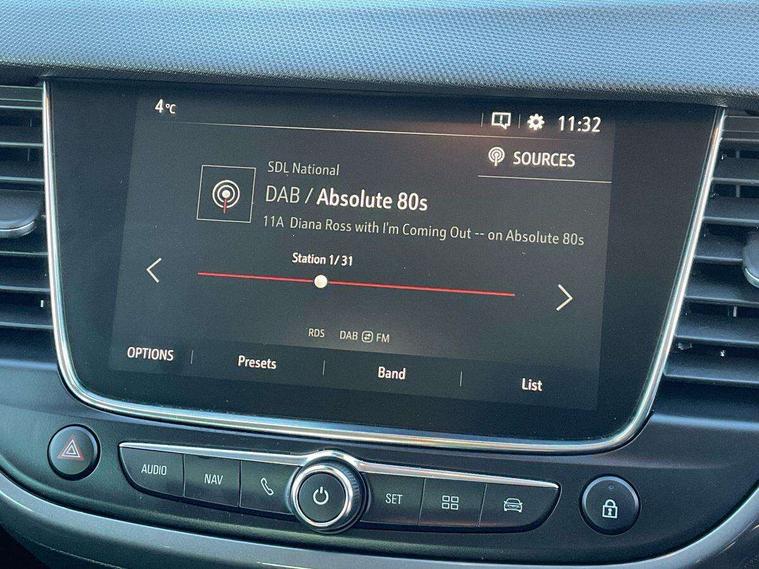 4°C
11:32
SOURCES
SDL National
DAB / Absolute 80s
11A Diana Ross with I'm Coming Out -- on Absolute 80s
Station 1/31
RDS DAB FM
OPTIONS Presets Band List
AUDIO NAV SET